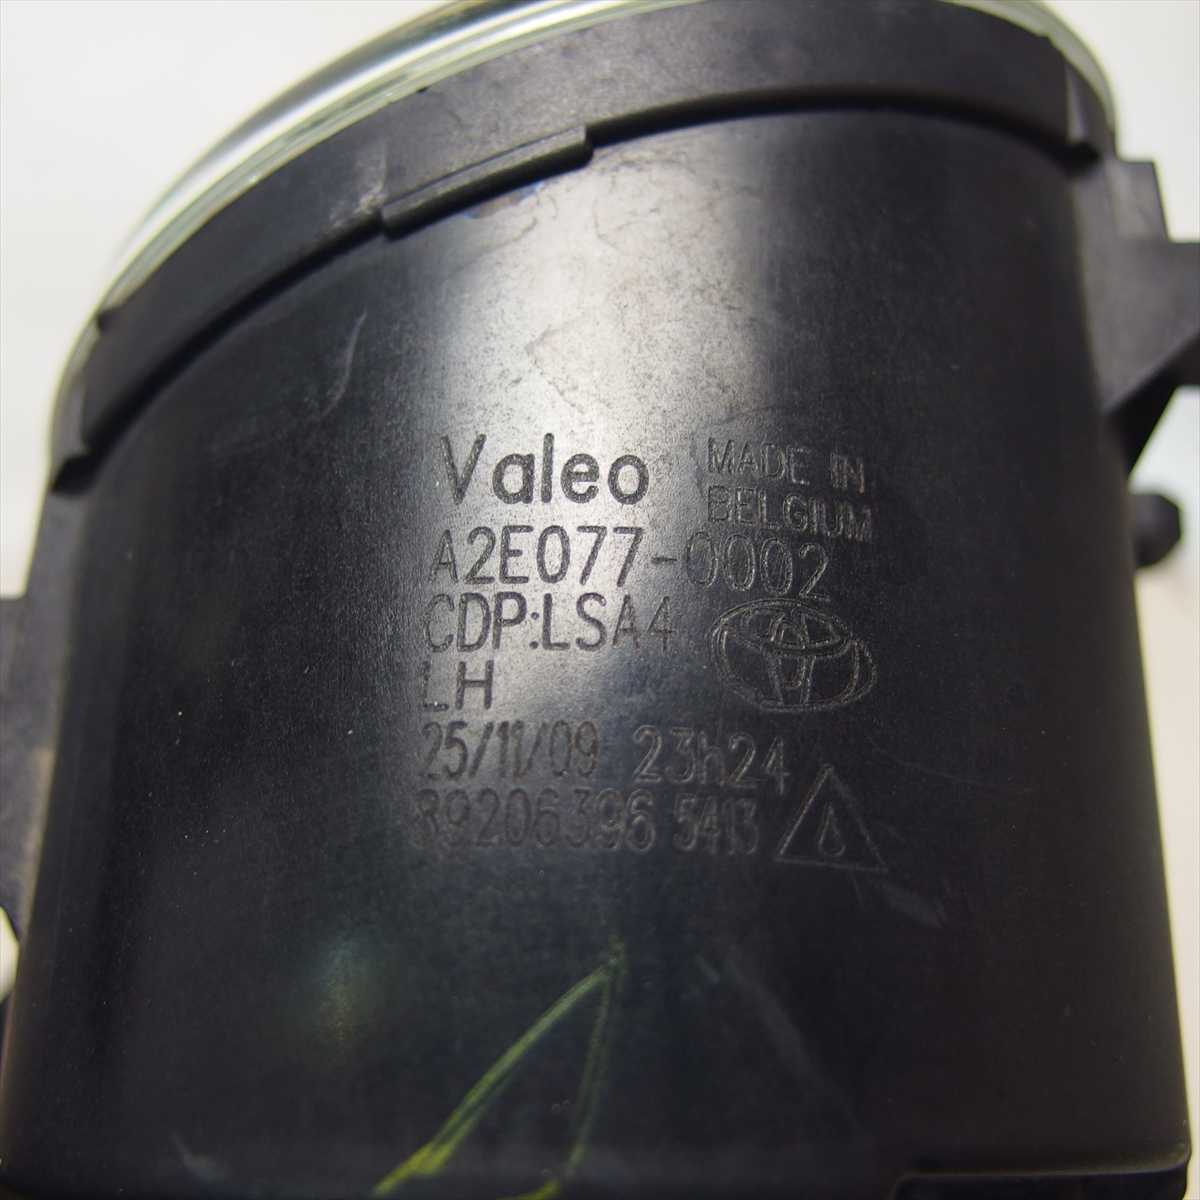 Valeo MADE IN
BELGIUM
A2E077-0002
CDP:LSA4
LH
25/11/09 23h24
89206396 5413